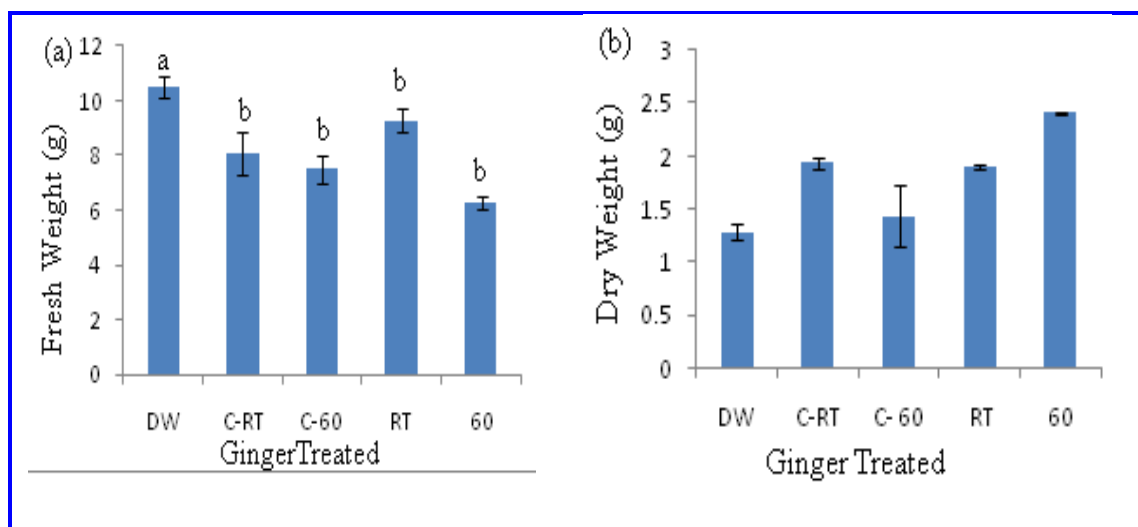 (a)
Fresh Weight (g)
12
10
8
6
4
2
0
a
b
b
b
b
DW C-RT C-60 RT 60
GingerTreated
(b)
Dry Weight (g)
3
2.5
2
1.5
1
0.5
0
DW C-RT C- 60 RT 60
Ginger Treated